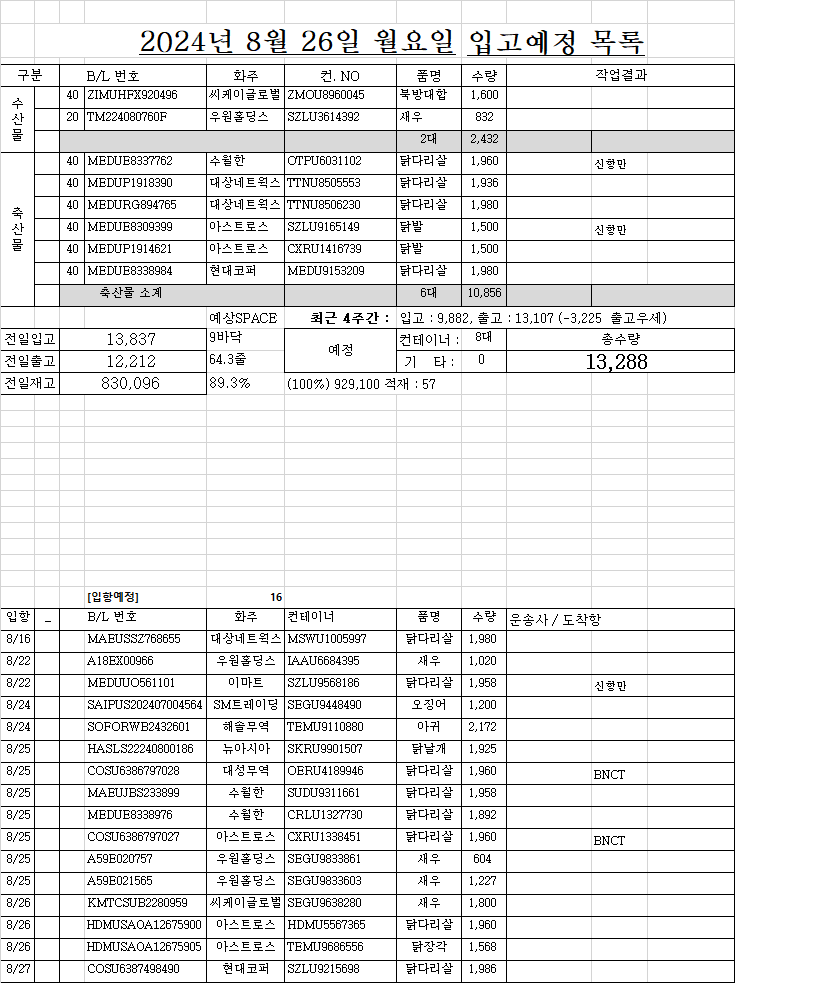 2024년 8월 26일 월요일 입고예정 목록
구분 B/L 번호 화주 컨. NO 품명 수량 작업결과
수산물
40 ZIMUHFX920496 씨케이글로벌 ZMOU8960045 북방대합 1,600
20 TM224080760F 우원홀딩스 SZLU3614392 새우 832
2대 2,432
축산물
40 MEDUE8337762 수월한 OTPU6031102 닭다리살 1,960 신항만
40 MEDUP1918390 대상네트웍스 TTNU8505553 닭다리살 1,936
40 MEDURG894765 대상네트웍스 TTNU8506230 닭다리살 1,980
40 MEDUE8309399 아스트로스 SZLU9165149 닭발 1,500 신항만
40 MEDUP1914621 아스트로스 CXRU1416739 닭발 1,500
40 MEDUE8338984 현대코퍼 MEDU9153209 닭다리살 1,980
축산물 소계 6대 10,856
예상SPACE 최근 4주간 : 입고 : 9,882, 출고 : 13,107 (-3,225 출고우세)
전일입고 13,837 9바닥 예정 컨테이너 : 8대 총수량
전일출고 12,212 64.3줄 기 타 : 0 13,288
전일재고 830,096 89.3% (100%) 929,100 적재 : 57
[입항예정] 16
입항 _ B/L 번호 화주 컨테이너 품명 수량 운송사 / 도착항
8/16 MAEUSSZ768655 대상네트웍스 MSWU1005997 닭다리살 1,980
8/22 A18EX00966 우원홀딩스 IAAU6684395 새우 1,020
8/22 MEDUUO561101 이마트 SZLU9568186 닭다리살 1,958 신항만
8/24 SAIPUS202407004564 SM트레이딩 SEGU9448490 오징어 1,200
8/24 SOFORWB2432601 해솔무역 TEMU9110880 아귀 2,172
8/25 HASLS22240800186 뉴아시아 SKRU9901507 닭날개 1,925
8/25 COSU6386797028 대성무역 OERU4189946 닭다리살 1,960 BNCT
8/25 MAEUJBS233899 수월한 SUDU9311661 닭다리살 1,958
8/25 MEDUE8338976 수월한 CRLU1327730 닭다리살 1,892
8/25 COSU6386797027 아스트로스 CXRU1338451 닭다리살 1,960 BNCT
8/25 A59E020757 우원홀딩스 SEGU9833861 새우 604
8/25 A59E021565 우원홀딩스 SEGU9833603 새우 1,227
8/26 KMTCSUB2280959 씨케이글로벌 SEGU9638280 새우 1,800
8/26 HDMUSAOA12675900 아스트로스 HDMU5567365 닭다리살 1,960
8/26 HDMUSAOA12675905 아스트로스 TEMU9686556 닭장각 1,568
8/27 COSU6387498490 현대코퍼 SZLU9215698 닭다리살 1,986